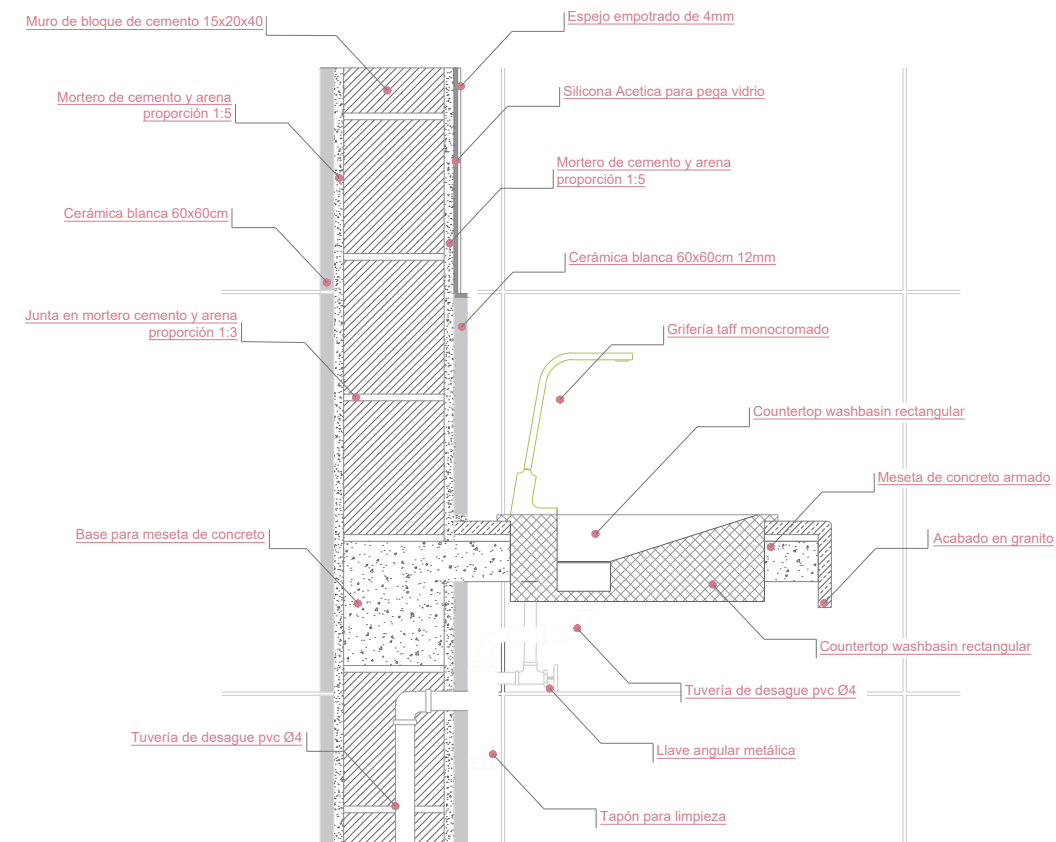 Muro de bloque de cemento 15x20x40
Espejo empotrado de 4mm
Mortero de cemento y arena
proporción 1:5
Silicona Acetica para pega vidrio
Mortero de cemento y arena
proporción 1:5
Cerámica blanca 60x60cm
Cerámica blanca 60x60cm 12mm
Junta en mortero cemento y arena
proporción 1:3
Grifería taff monocromado
Countertop washbasin rectangular
Meseta de concreto armado
Base para meseta de concreto
Acabado en granito
Countertop washbasin rectangular
Tuvería de desague pvc Ø4
Tuvería de desague pvc Ø4
Llave angular metálica
Tapón para limpieza